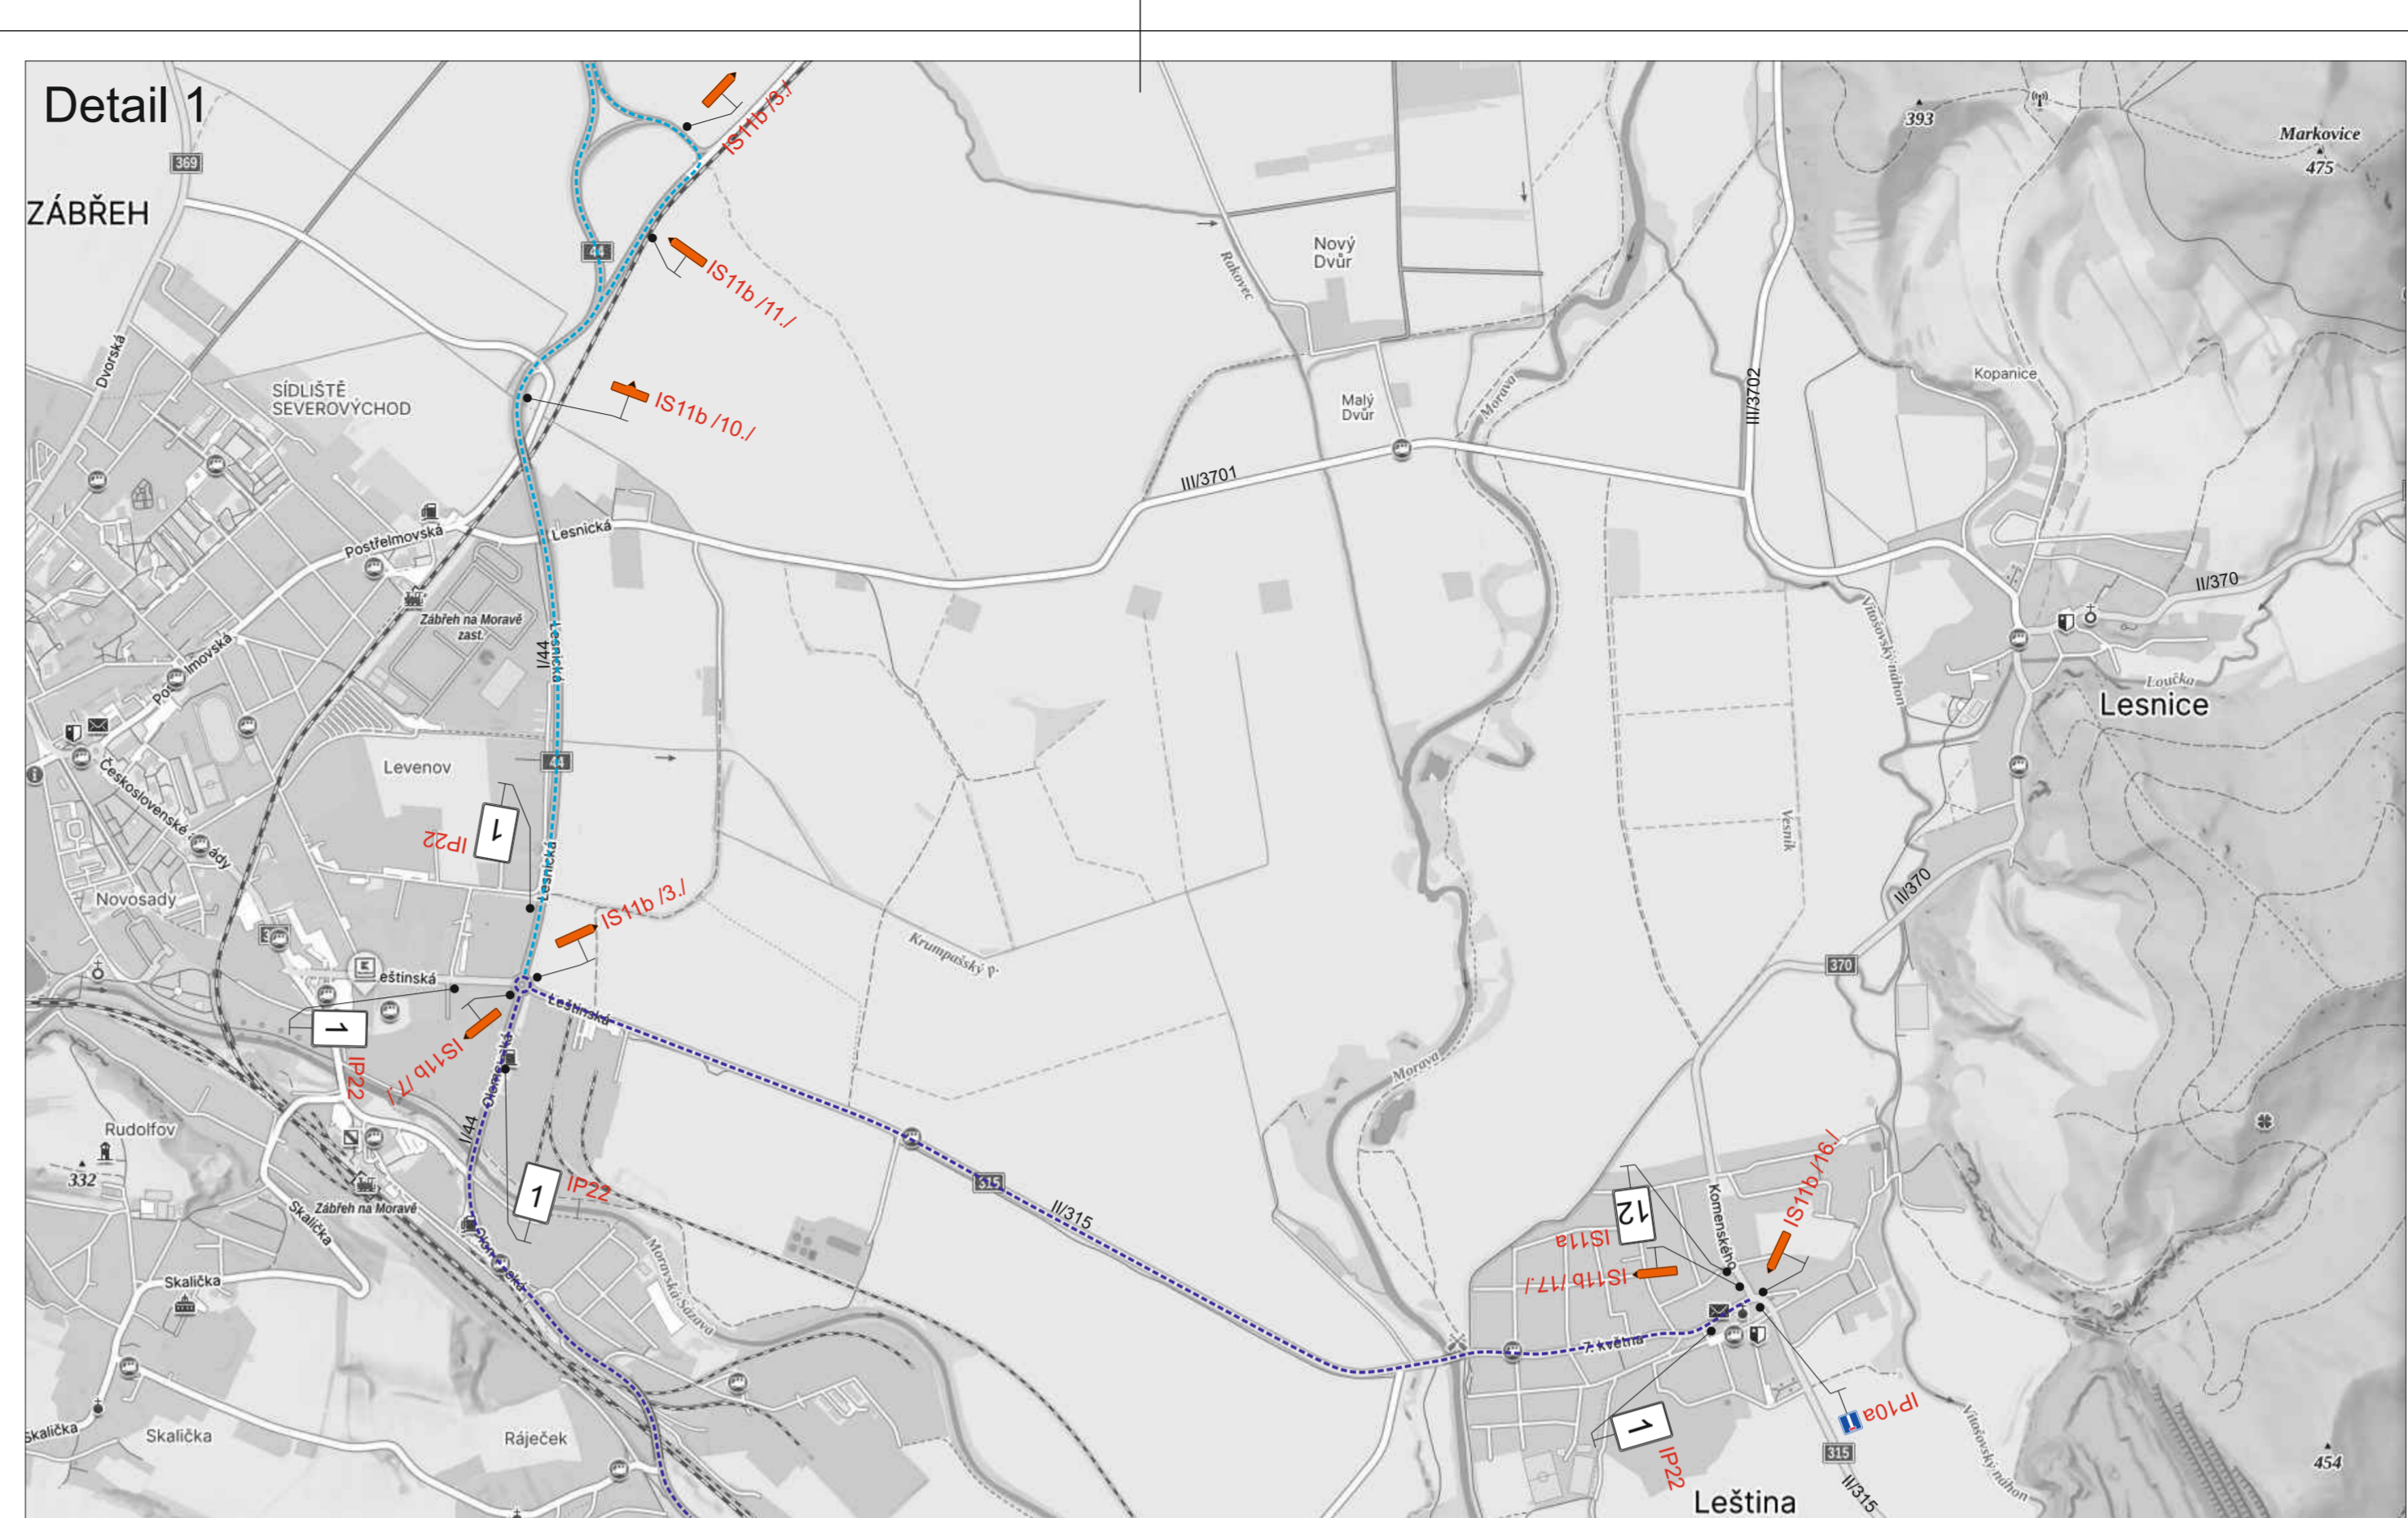 Detail 1
IS11b /3./
393
Markovice
475
369
ZÁBŘEH
44
Nový
Dvůr
Rakovec
IS11b /11./
Dvorská
SÍDLIŠTĚ
SEVEROVÝCHOD
IS11b /10./
Malý
Dvůr
Morava
III/3702
Kopanice
III/3701
Postřelmovská
Lesnická
II/370
Zábřeh na Moravě
zast.
Vitošovský náhon
I/44
Lesnická
Loučka
Lesnice
Levenov
44
Československé
ády
1
IP22
Lesnická
Vesník
Novosady
IS11b /3./
II/370
Krumpašský
370
eštinská
Leštinská
1
IP22
IS11b /7./
Olomoucká
I/44
Morava
Rudolfov
332
IS11b /16./
315
II/315
1
IP22
Zábřeh na Moravě
Skalička
Komenského
12
IS11a
IS11b /17./
Olomoucká
Moravská Sázava
Skalička
7. května
1
IP22
IP10a
Skalička
Skalička
Ráječek
315
II/315
Vitošovský náhon
454
Leština